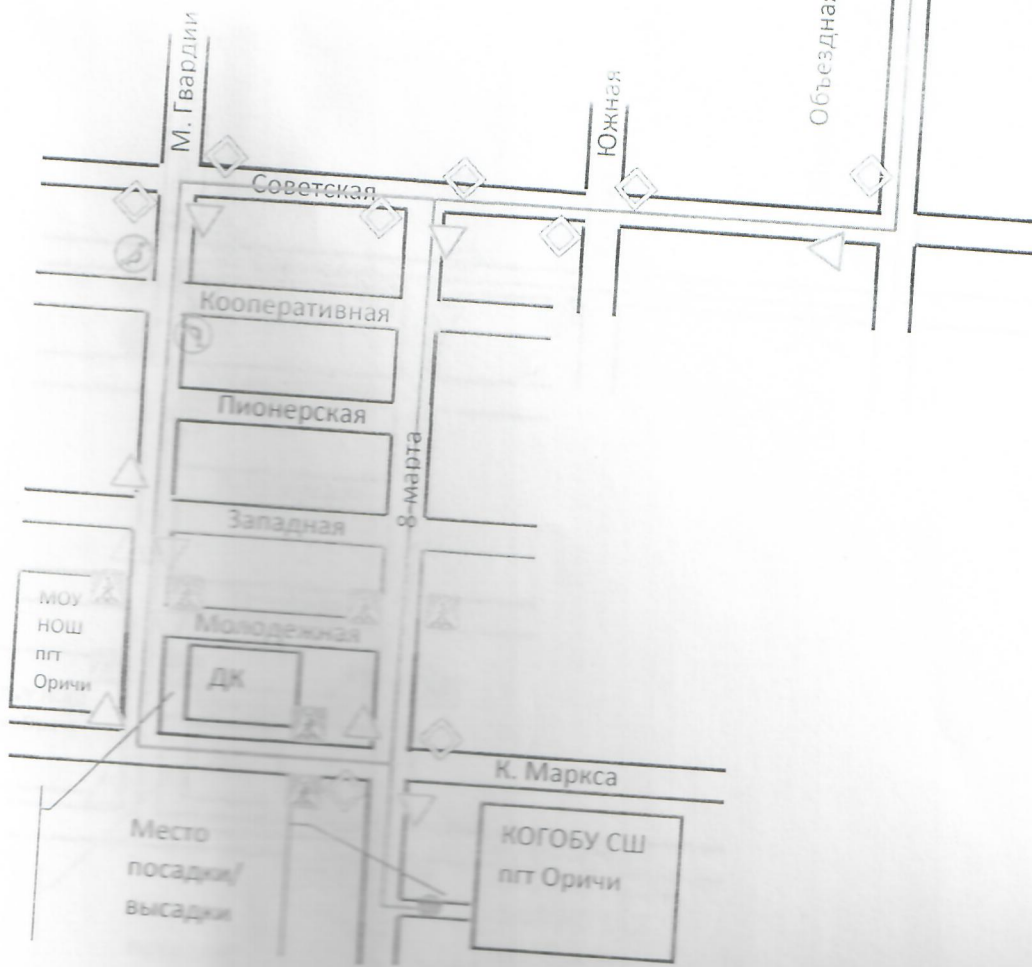 М. Гвардии
Южная
Советская
Кооперативная
Пионерская
8-марта
Западная
Молодежная
МОУ
НОШ
пгт
Оричи
ДК
К. Маркса
Место
посадки/
высадки
КОГОБУ СШ
пгт Оричи